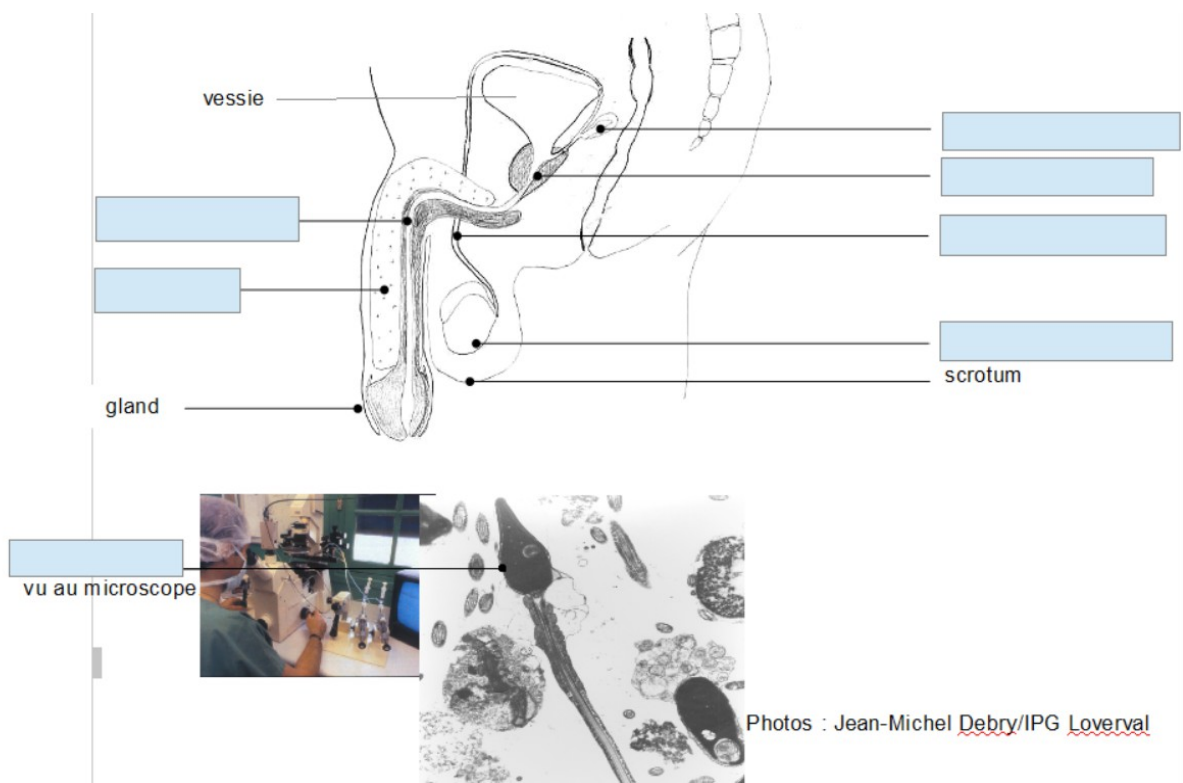 vessie
scrotum
gland
vu au microscope
Photos : Jean-Michel Debry/IPG Loverval